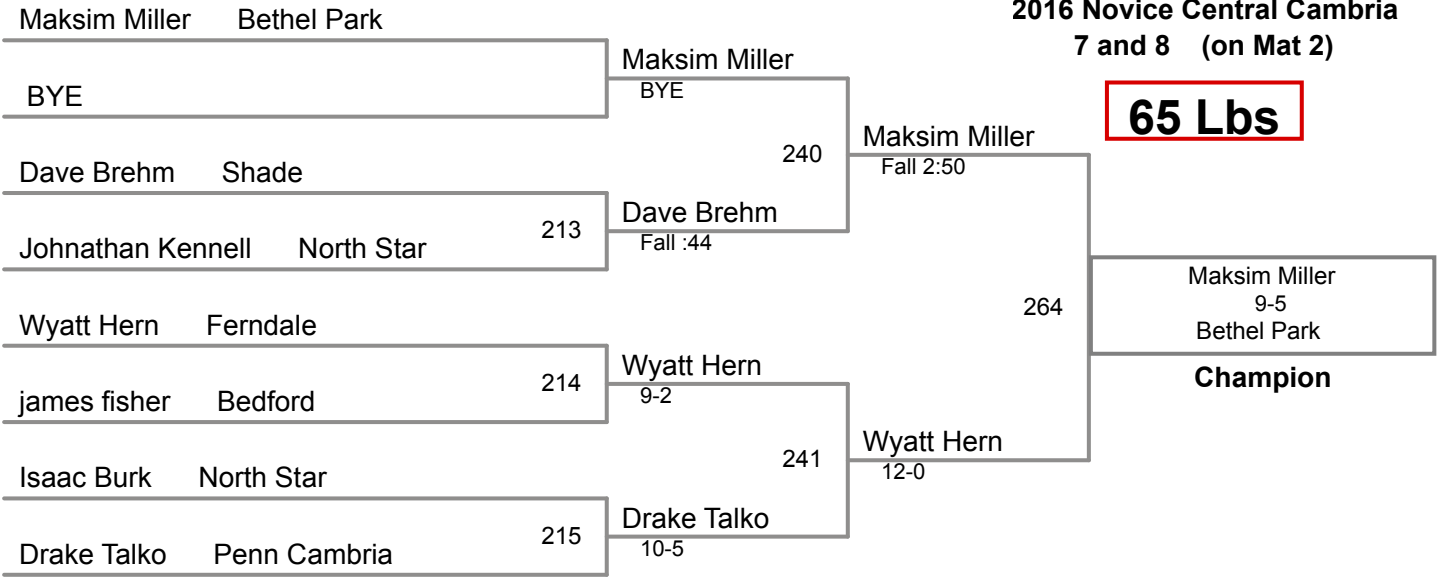 2016 Novice Central Cambria
7 and 8 (on Mat 2)
65 Lbs
Maksim Miller Bethel Park
BYE
Dave Brehm Shade
Johnathan Kennell North Star
Wyatt Hern Ferndale
james fisher Bedford
Isaac Burk North Star
Drake Talko Penn Cambria
Maksim Miller
BYE
213
Dave Brehm
Fall :44
214
Wyatt Hern
9-2
215
Drake Talko
10-5
240
Maksim Miller
Fall 2:50
241
Wyatt Hern
12-0
264
Maksim Miller
9-5
Bethel Park
Champion